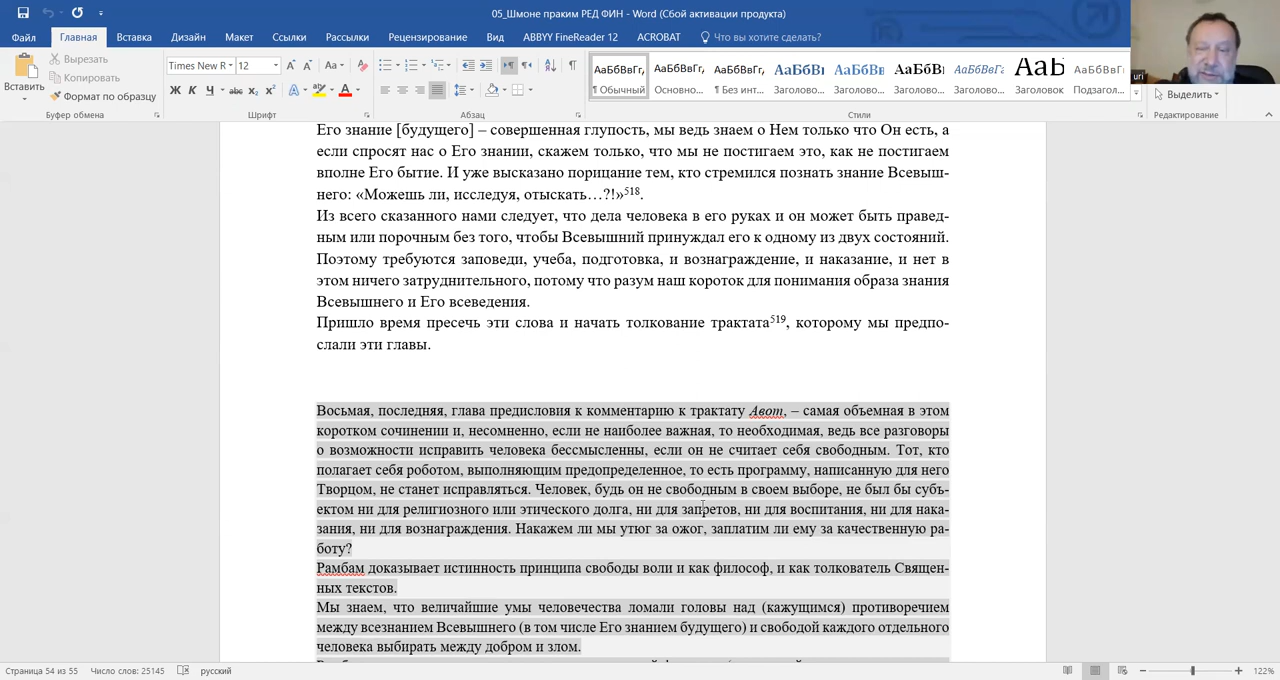 05_Шмоне праким РЕД ФИН - Word (Сбой активации продукта)
Файл Главная Вставка Дизайн Макет Ссылки Рассылки Рецензирование Вид ABBYY FineReader 12 ACROBAT Что вы хотите сделать?
Вставить
Вырезать
Копировать
Формат по образцу
Буфер обмена
Times New R 12
Ж К Ч abc x₂ x²
Шрифт
Абзац
АаБбВвГг, АаБбВвГг, АаБбВвГг, АаБбВı АаБбВв АаБбВı АаБбВвГг АаБ АаБбВвГг
¶ Обычный Основно... ¶ Без инт... Заголово... Заголово... Заголово... Заголово... Заголовок Подзагол...
Стили
Выделить
Редактирование
uri
Его знание [будущего] – совершенная глупость, мы ведь знаем о Нем только что Он есть, а
если спросят нас о Его знании, скажем только, что мы не постигаем это, как не постигаем
вполне Его бытие. И уже высказано порицание тем, кто стремился познать знание Всевыш-
него: «Можешь ли, исследуя, отыскать…?!»518.
Из всего сказанного нами следует, что дела человека в его руках и он может быть правед-
ным или порочным без того, чтобы Всевышний принуждал его к одному из двух состояний.
Поэтому требуются заповеди, учеба, подготовка, и вознаграждение, и наказание, и нет в
этом ничего затруднительного, потому что разум наш короток для понимания образа знания
Всевышнего и Его всеведения.
Пришло время пресечь эти слова и начать толкование трактата519, которому мы предпо-
слали эти главы.
Восьмая, последняя, глава предисловия к комментарию к трактату Авот, – самая объемная в этом
коротком сочинении и, несомненно, если не наиболее важная, то необходимая, ведь все разговоры
о возможности исправить человека бессмысленны, если он не считает себя свободным. Тот, кто
полагает себя роботом, выполняющим предопределенное, то есть программу, написанную для него
Творцом, не станет исправляться. Человек, будь он не свободным в своем выборе, не был бы субъ-
ектом ни для религиозного или этического долга, ни для запретов, ни для воспитания, ни для нака-
зания, ни для вознаграждения. Накажем ли мы утюг за ожог, заплатим ли ему за качественную ра-
боту?
Рамбам доказывает истинность принципа свободы воли и как философ, и как толкователь Священ-
ных текстов.
Мы знаем, что величайшие умы человечества ломали головы над (кажущимся) противоречием
между всезнанием Всевышнего (в том числе Его знанием будущего) и свободой каждого отдельного
человека выбирать между добром и злом.
Страница 54 из 55 Число слов: 25145 русский 122%